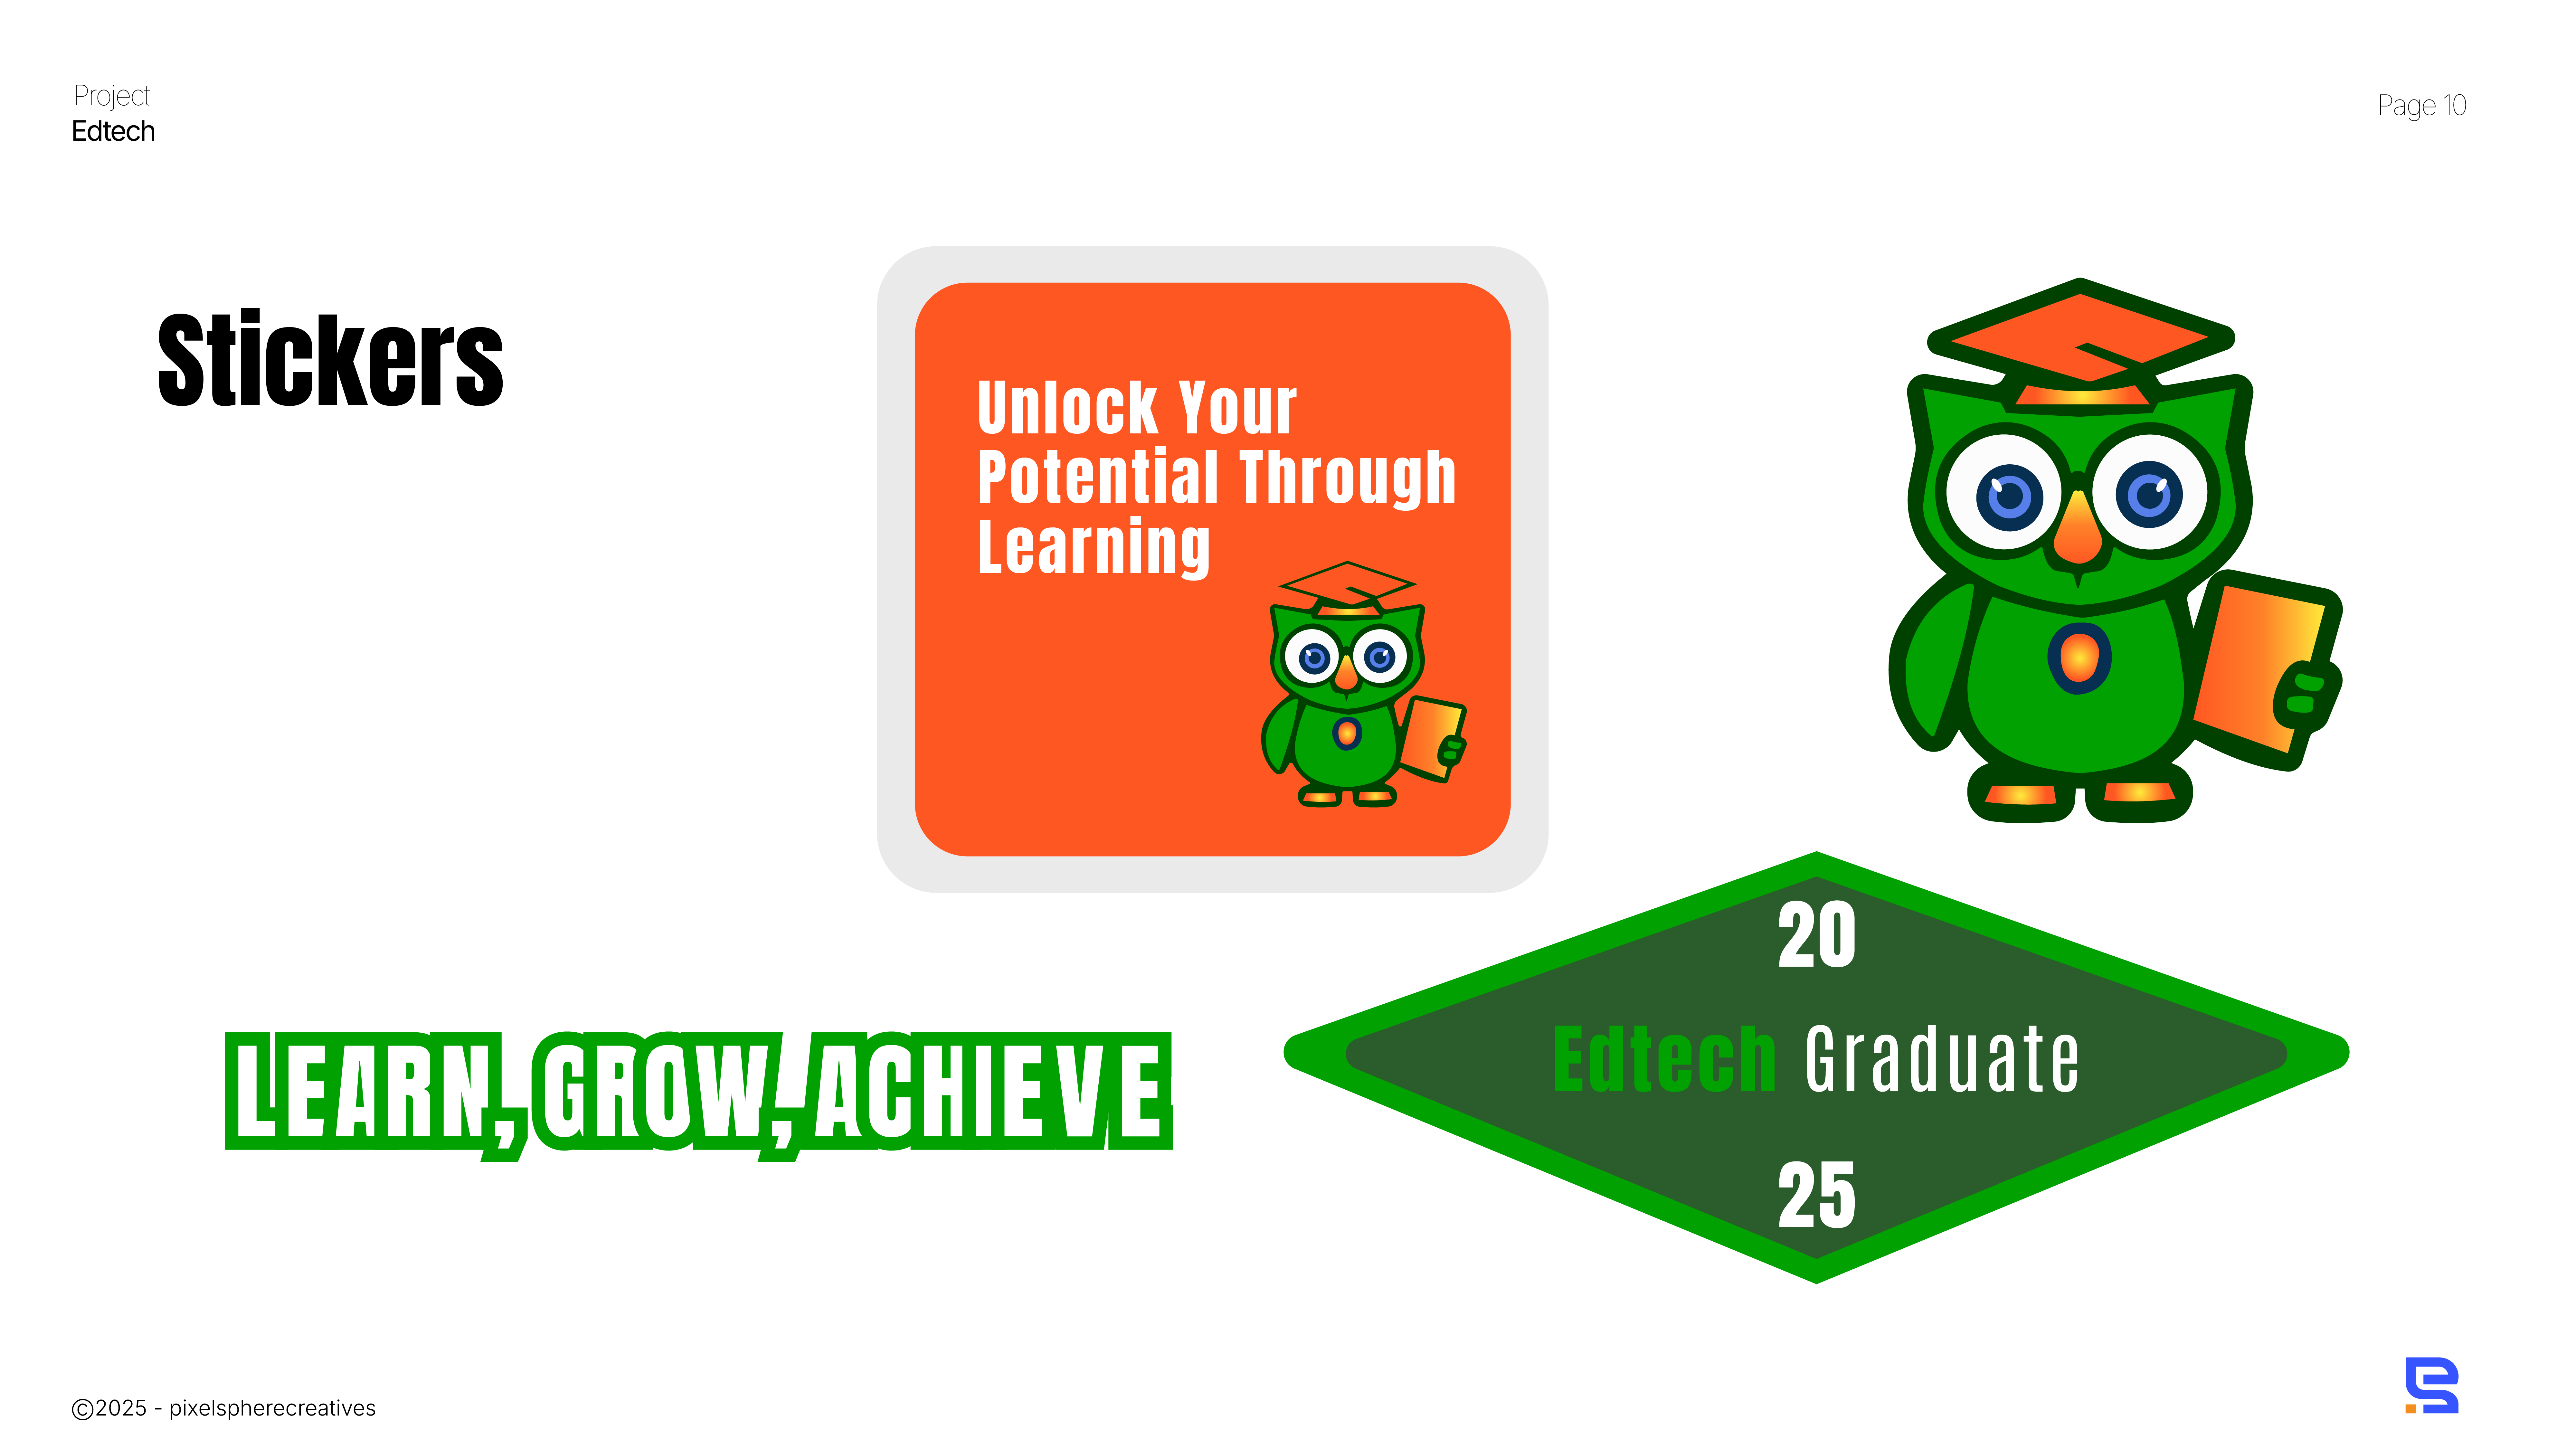 Project
Edtech
Page 10
Stickers
Unlock Your
Potential Through
Learning
LEARN, GROW, ACHIEVE
20
Edtech Graduate
25
©2025 - pixelspherecreatives